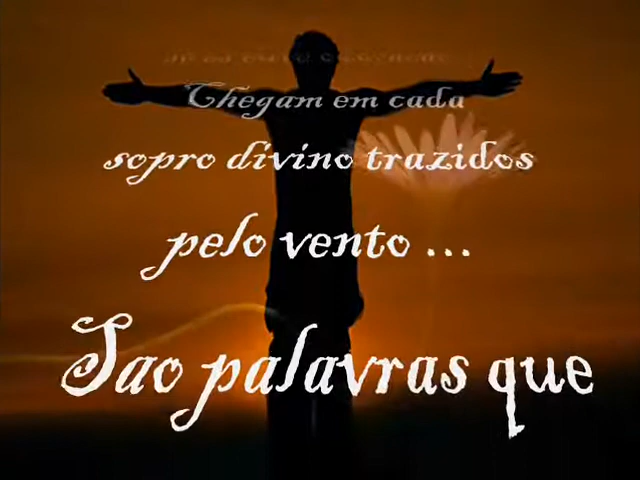 Chegam em cada
sopro divino trazidos
pelo vento ...
Sao palavras que